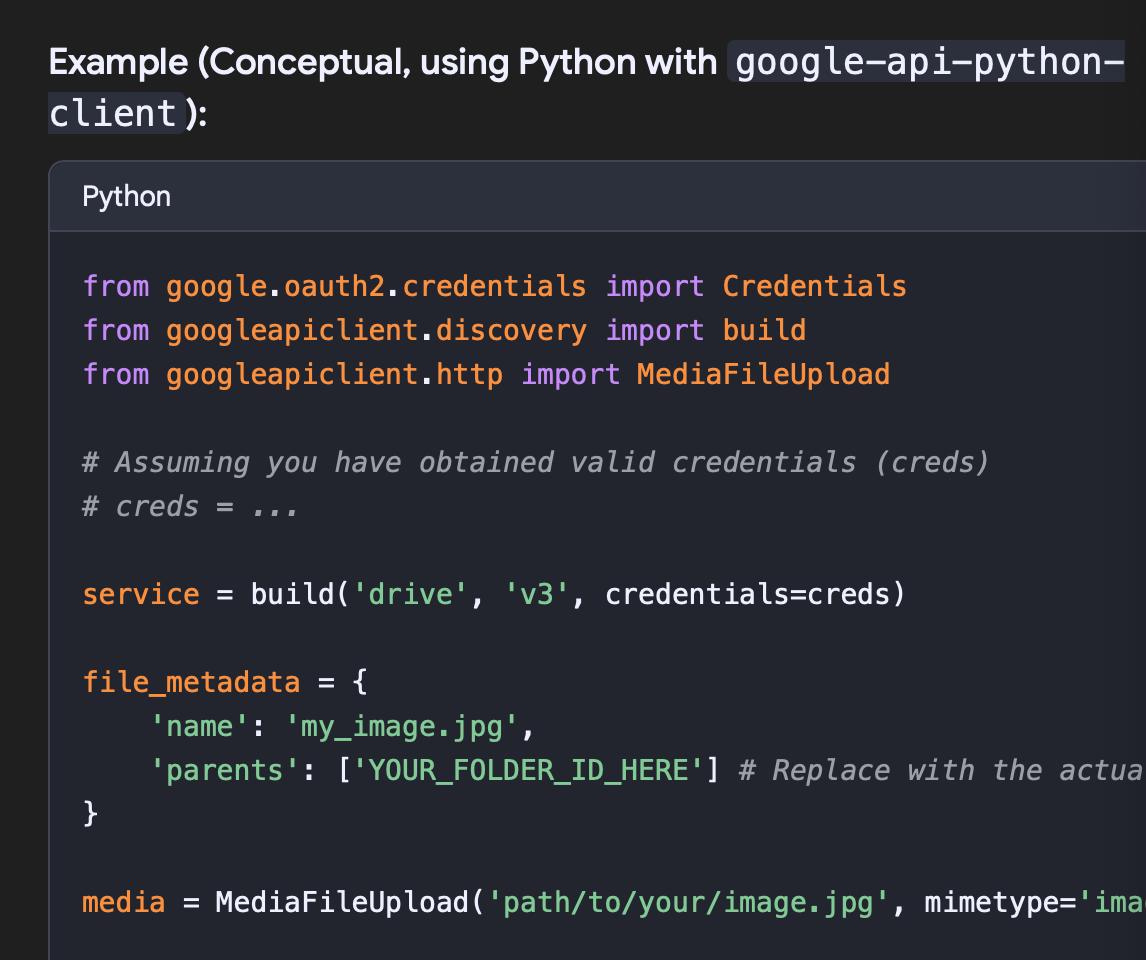 Example (Conceptual, using Python with google-api-python-
client):
Python
from google.oauth2.credentials import Credentials
from googleapiclient.discovery import build
from googleapiclient.http import MediaFileUpload
# Assuming you have obtained valid credentials (creds)
# creds = ...
service = build('drive', 'v3', credentials=creds)
file_metadata = {
    'name': 'my_image.jpg',
    'parents': ['YOUR_FOLDER_ID_HERE'] # Replace with the
}
media = MediaFileUpload('path/to/your/image.jpg', mimetype='